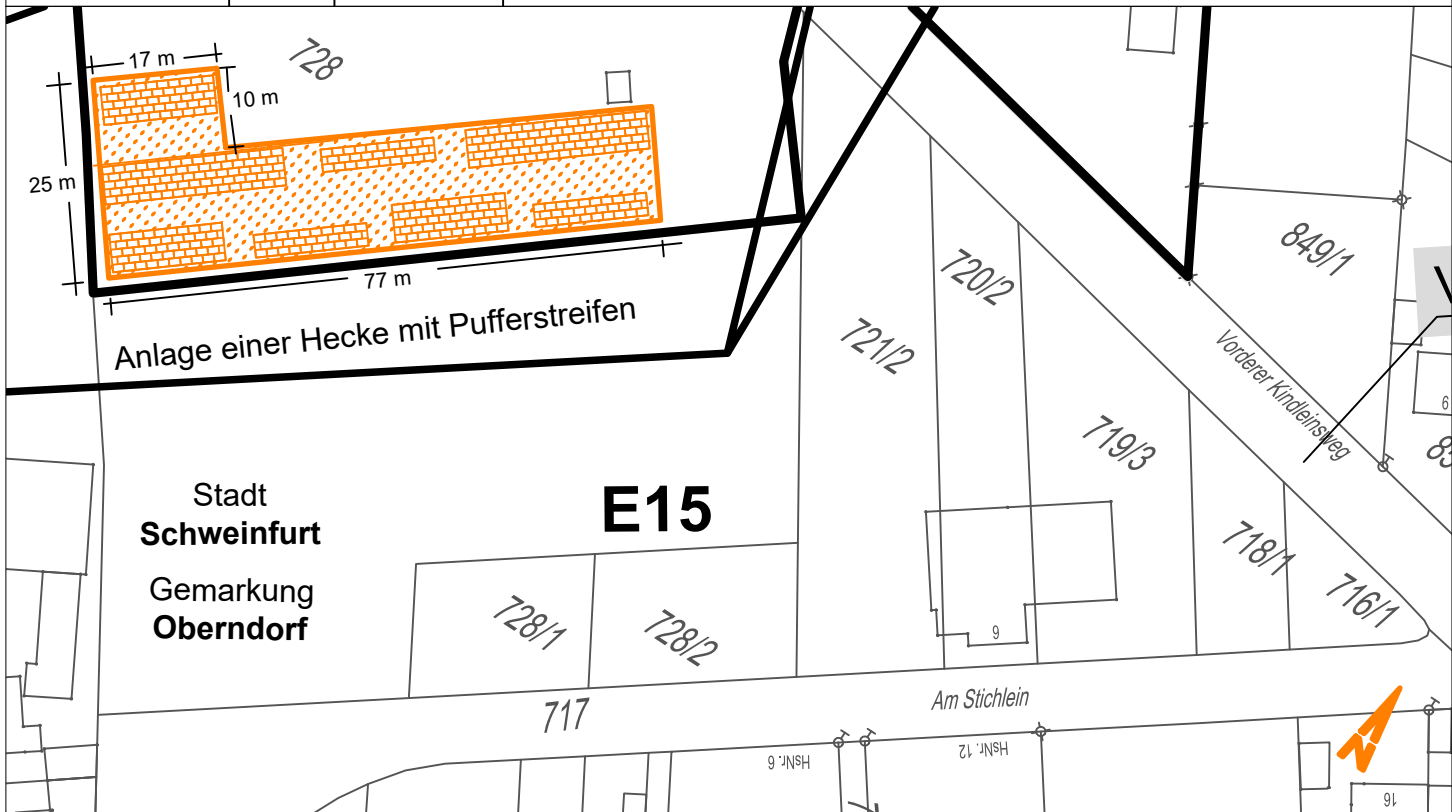 17 m
728
10 m
25 m
77 m
Anlage einer Hecke mit Pufferstreifen
849/1
720/2
721/2
Vorderer Kindleinsweg
719/3
6
Stadt
Schweinfurt
E15
Gemarkung
Oberndorf
718/1
716/1
728/1
728/2
9
717
Am Stichlein
HsNr. 6
HsNr. 12
16